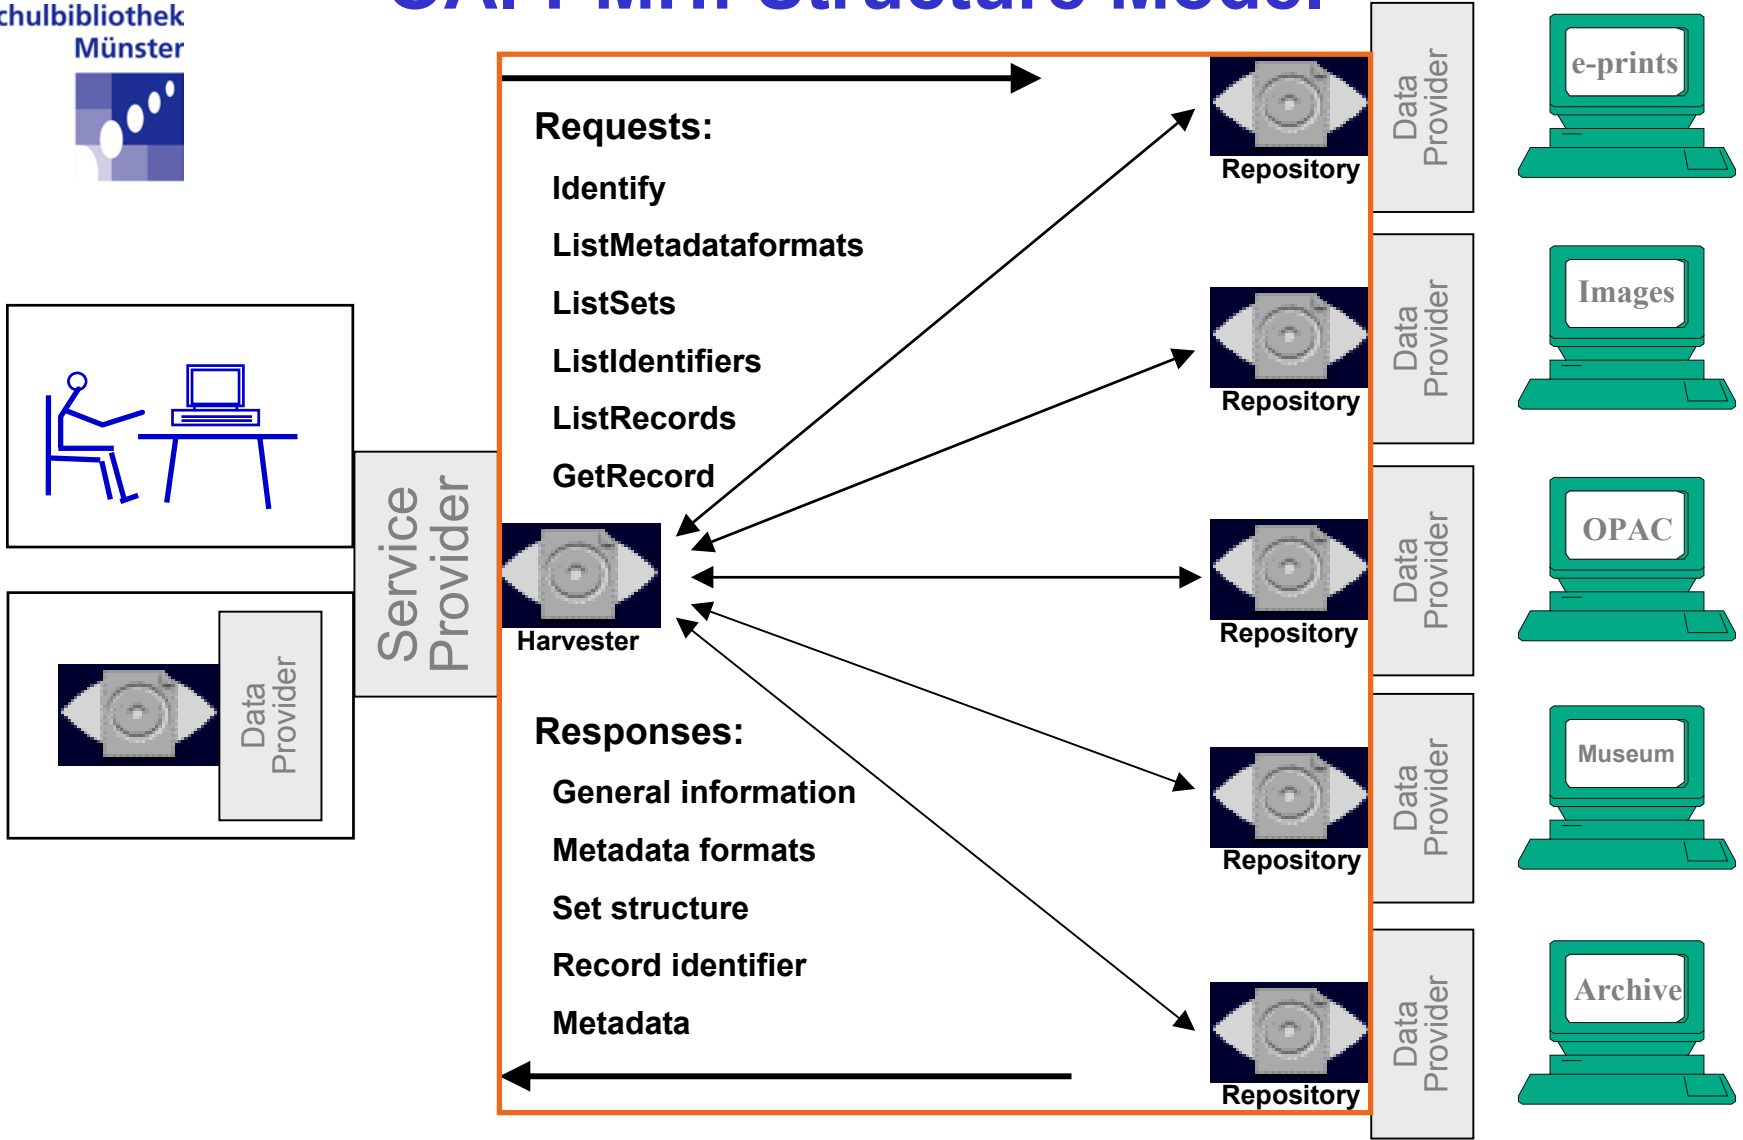 chulbibliothek
Münster
Structure Model
Requests:
Identify
ListMetadataformats
ListSets
ListIdentifiers
ListRecords
GetRecord
Service
Provider
Harvester
Data
Provider
Responses:
General information
Metadata formats
Set structure
Record identifier
Metadata
Repository
Data
Provider
e-prints
Repository
Data
Provider
Images
Repository
Data
Provider
OPAC
Repository
Data
Provider
Museum
Repository
Data
Provider
Archive